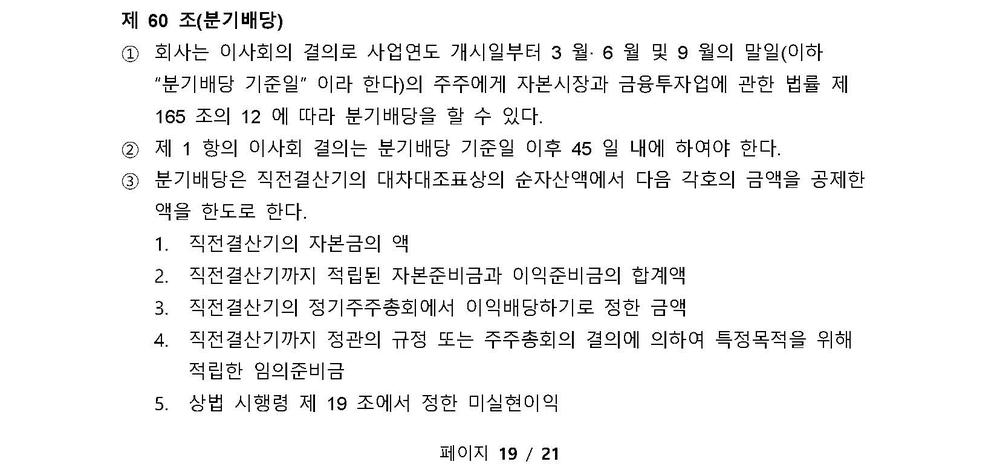 제 60 조(분기배당)
① 회사는 이사회의 결의로 사업연도 개시일부터 3 월· 6 월 및 9 월의 말일(이하
“분기배당 기준일” 이라 한다)의 주주에게 자본시장과 금융투자업에 관한 법률 제
165 조의 12 에 따라 분기배당을 할 수 있다.
② 제 1 항의 이사회 결의는 분기배당 기준일 이후 45 일 내에 하여야 한다.
③ 분기배당은 직전결산기의 대차대조표상의 순자산액에서 다음 각호의 금액을 공제한
액을 한도로 한다.
1. 직전결산기의 자본금의 액
2. 직전결산기까지 적립된 자본준비금과 이익준비금의 합계액
3. 직전결산기의 정기주주총회에서 이익배당하기로 정한 금액
4. 직전결산기까지 정관의 규정 또는 주주총회의 결의에 의하여 특정목적을 위해
적립한 임의준비금
5. 상법 시행령 제 19 조에서 정한 미실현이익
페이지 19 / 21